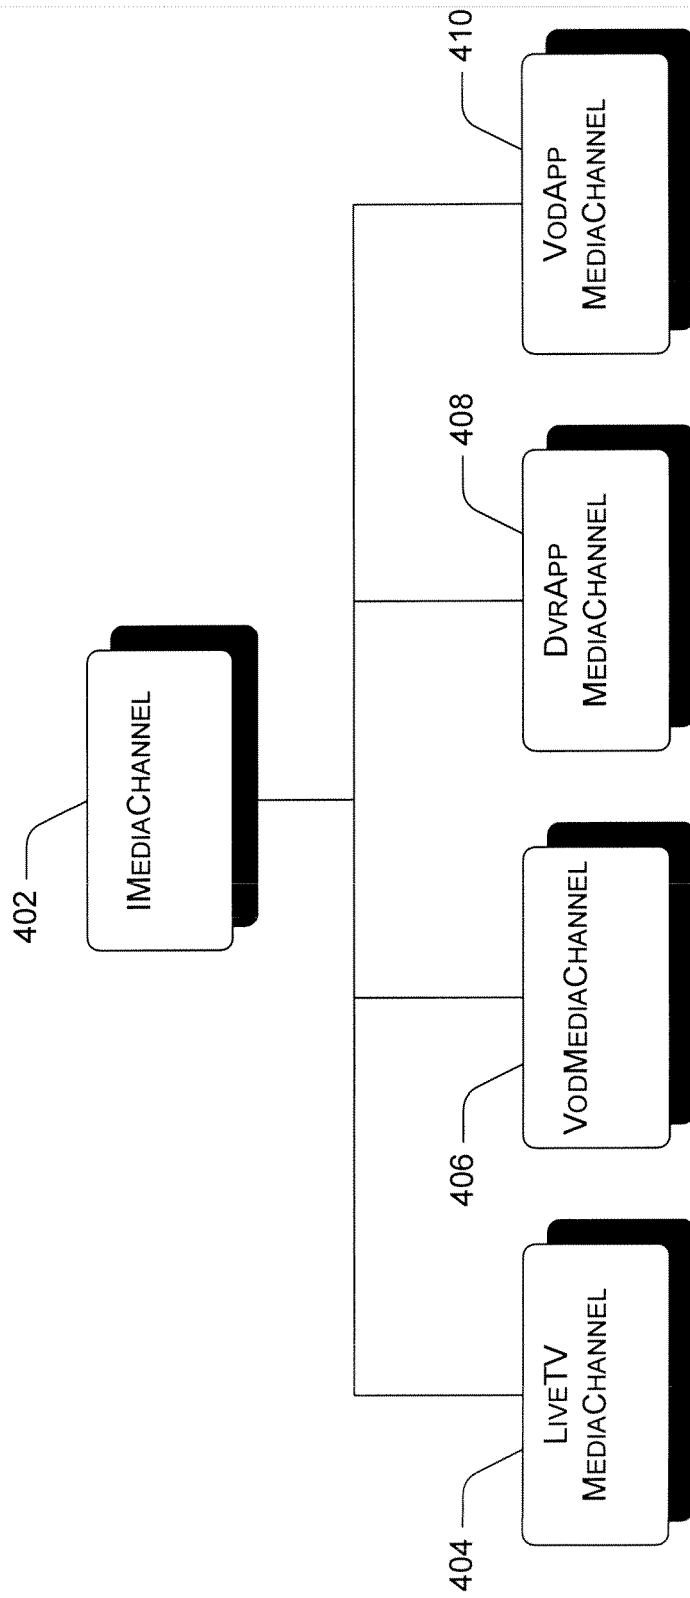 402
IMEDIACHANNEL
404
LIVETV
MEDIACHANNEL
406
VODMEDIACHANNEL
408
DVRAPP
MEDIACHANNEL
410
VODAPP
MEDIACHANNEL